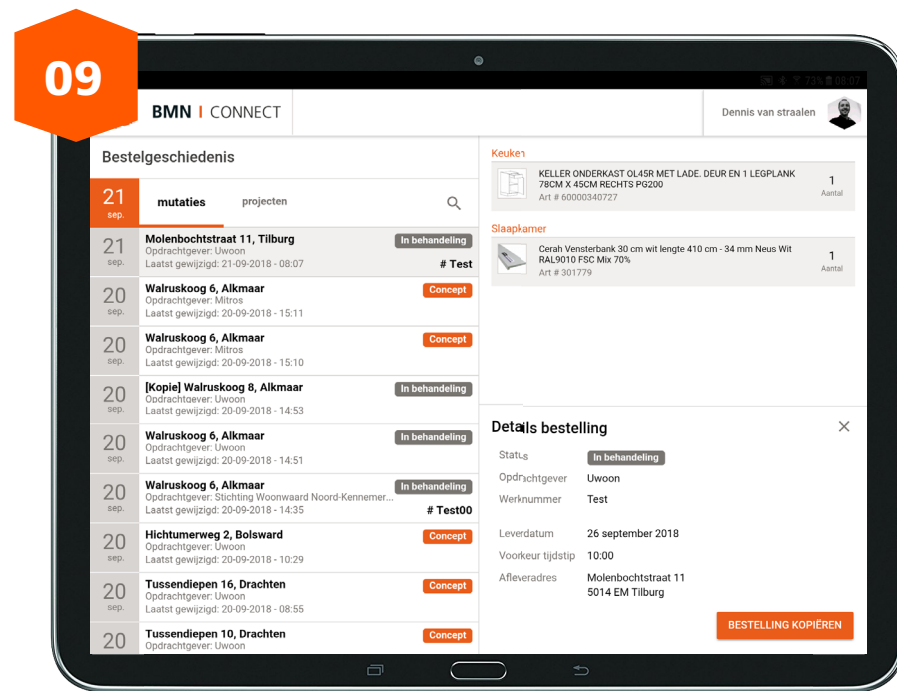 09
73% 08:07
BMN | CONNECT
Dennis van straalen
Bestelgeschiedenis
21
sep.
mutaties
projecten
21
sep.
Molenbochtstraat 11, Tilburg
In behandeling
Opdrachtgever: Uwoon
Laatst gewijzigd: 21-09-2018 - 08:07
# Test
20
sep.
Walruskoog 6, Alkmaar
Concept
Opdrachtgever: Mitros
Laatst gewijzigd: 20-09-2018 - 15:11
20
sep.
Walruskoog 6, Alkmaar
Concept
Opdrachtgever: Mitros
Laatst gewijzigd: 20-09-2018 - 15:10
20
sep.
[Kopie] Walruskoog 8, Alkmaar
In behandeling
Opdrachtgever: Uwoon
Laatst gewijzigd: 20-09-2018 - 14:53
20
sep.
Walruskoog 6, Alkmaar
In behandeling
Opdrachtgever: Uwoon
Laatst gewijzigd: 20-09-2018 - 14:51
20
sep.
Walruskoog 6, Alkmaar
In behandeling
Opdrachtgever: Stichting Woonwaard Noord-Kennemer...
Laatst gewijzigd: 20-09-2018 - 14:35
# Test00
20
sep.
Hichtumerweg 2, Bolsward
Concept
Opdrachtgever: Uwoon
Laatst gewijzigd: 20-09-2018 - 10:29
20
sep.
Tussendiepen 16, Drachten
Concept
Opdrachtgever: Uwoon
Laatst gewijzigd: 20-09-2018 - 08:55
20
Tussendiepen 10, Drachten
Concept
Opdrachtgever: Uwoon
Keuken
KELLER ONDERKAST OL45R MET LADE. DEUR EN 1 LEGPLANK
78CM X 45CM RECHTS PG200
Art # 60000340727
1
Aantal
Slaapkamer
Cerah Vensterbank 30 cm wit lengte 410 cm - 34 mm Neus Wit
RAL9010 FSC Mix 70%
Art # 301779
1
Aantal
Details bestelling
Status
In behandeling
Opdrachtgever Uwoon
Werknummer Test
Leverdatum 26 september 2018
Voorkeur tijdstip 10:00
Afleveradres Molenbochtstraat 11
5014 EM Tilburg
BESTELLING KOPIËREN